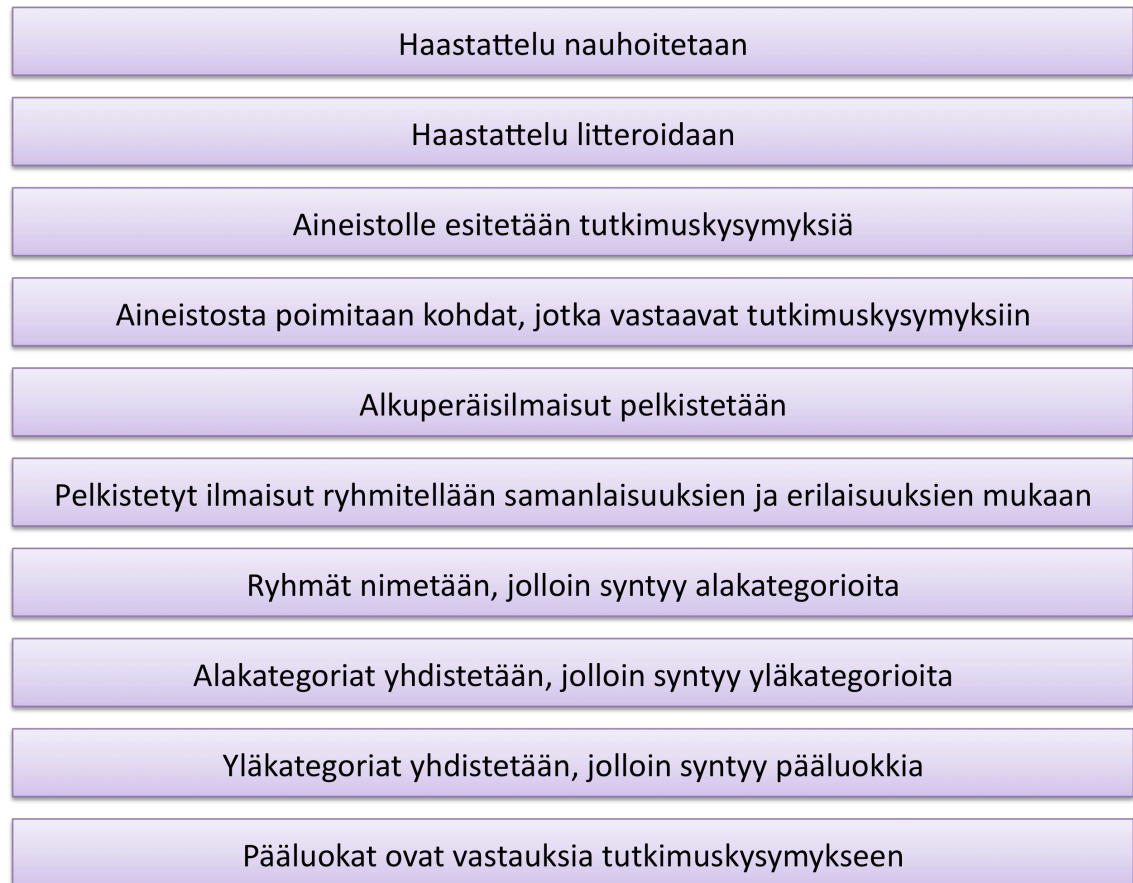 Haastattelu nauhoitetaan
Haastattelu litteroidaan
Aineistolle esitetään tutkimuskysymyksiä
Aineistosta poimitaan kohdat, jotka vastaavat tutkimuskysymyksiin
Alkuperäisilmaisut pelkistetään
Pelkistetyt ilmaisut ryhmitellään samanlaisuuksien ja erilaisuuksien mukaan
Ryhmät nimetään, jolloin syntyy alakategorioita
Alakategoriat yhdistetään, jolloin syntyy yläkategorioita
Yläkategoriat yhdistetään, jolloin syntyy pääluokkia
Pääluokat ovat vastauksia tutkimuskysymykseen